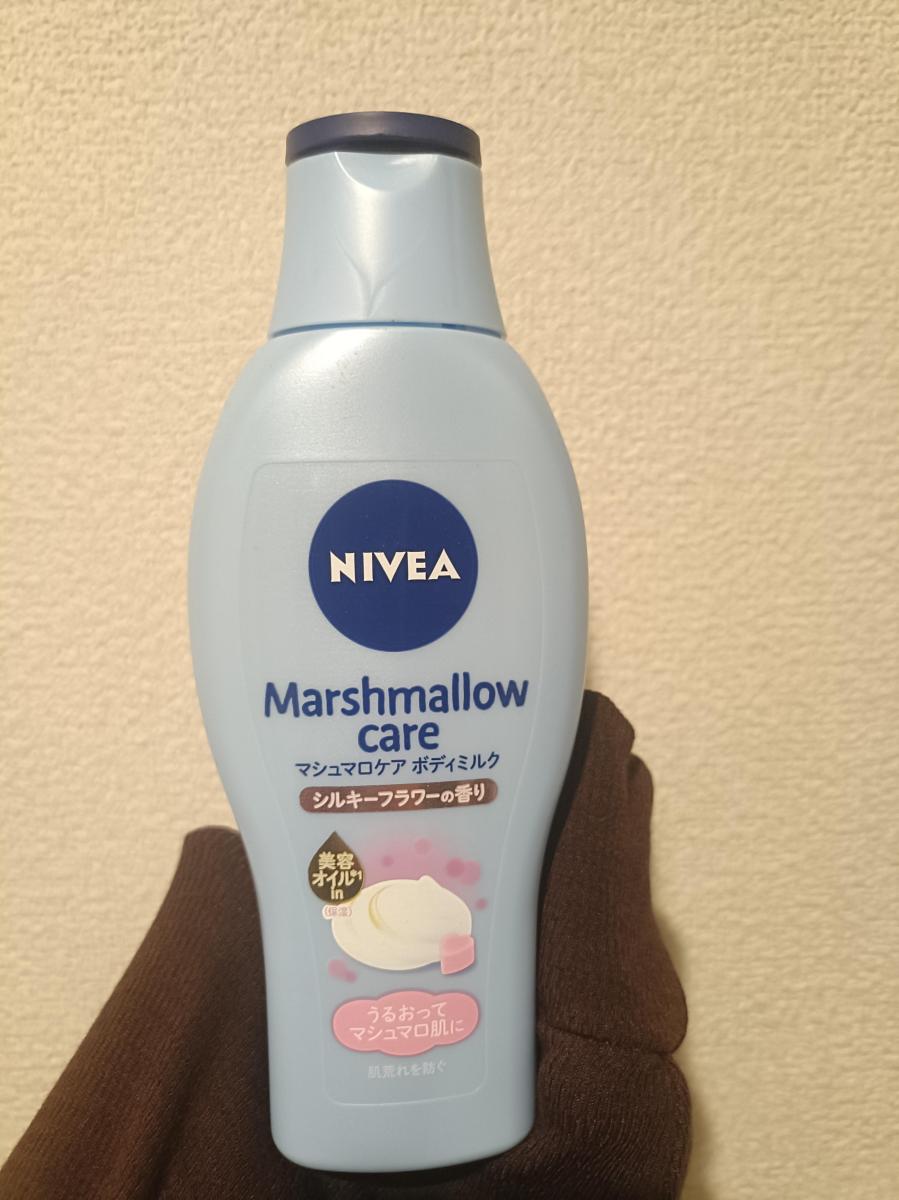 NIVEA
Marshmallow
care
マシュマロケア ボディミルク
シルキーフラワーの香り
美容
オイル*1
in
(保湿)
うるおって
マシュマロ肌に
肌荒れを防ぐ